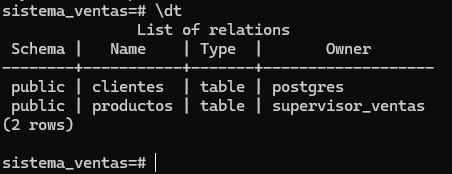 sistema_ventas=# \dt
             List of relations
 Schema |   Name    | Type  |      Owner
--------+-----------+-------+-------------------
 public | clientes  | table | postgres
 public | productos | table | supervisor_ventas
(2 rows)
sistema_ventas=#